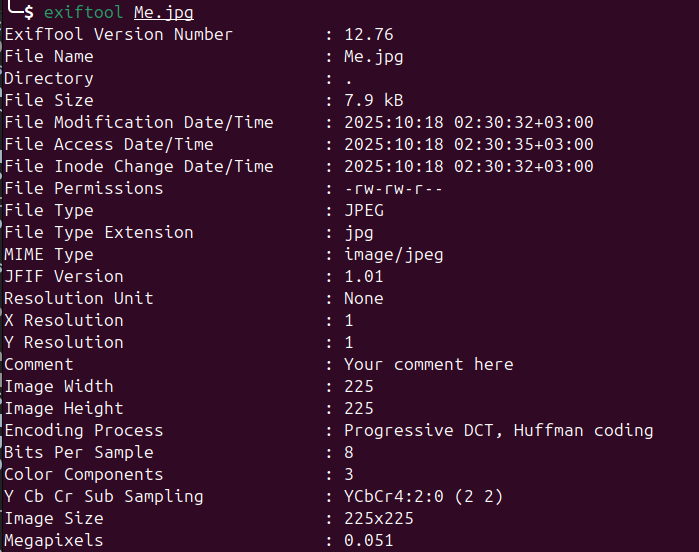 $ exiftool Me.jpg
ExifTool Version Number : 12.76
File Name : Me.jpg
Directory : .
File Size : 7.9 kB
File Modification Date/Time : 2025:10:18 02:30:32+03:00
File Access Date/Time : 2025:10:18 02:30:35+03:00
File Inode Change Date/Time : 2025:10:18 02:30:32+03:00
File Permissions : -rw-rw-r--
File Type : JPEG
File Type Extension : jpg
MIME Type : image/jpeg
JFIF Version : 1.01
Resolution Unit : None
X Resolution : 1
Y Resolution : 1
Comment : Your comment here
Image Width : 225
Image Height : 225
Encoding Process : Progressive DCT, Huffman coding
Bits Per Sample : 8
Color Components : 3
Y Cb Cr Sub Sampling : YCbCr4:2:0 (2 2)
Image Size : 225x225
Megapixels : 0.051